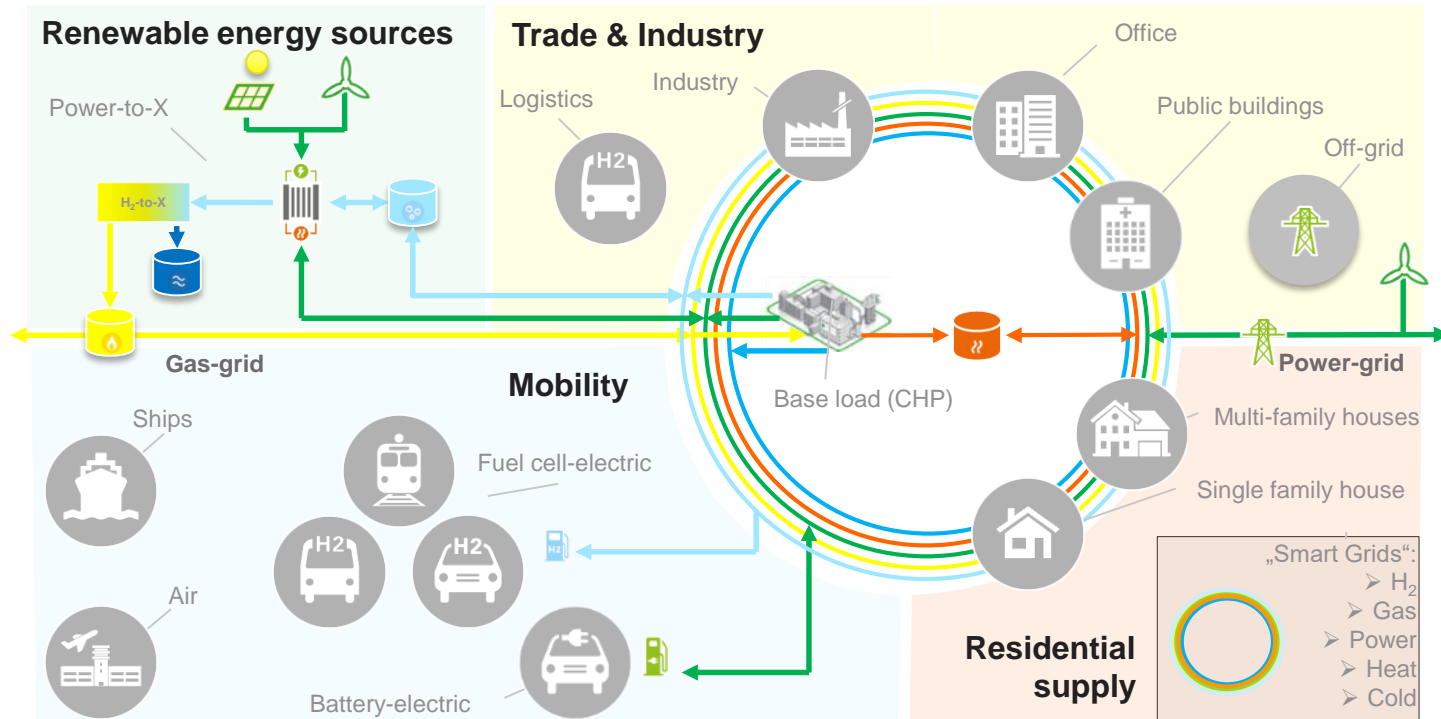 Renewable energy sources
Power-to-X
H₂-to-X
Gas-grid
Trade & Industry
Logistics
H2
Industry
Office
Public buildings
Off-grid
Base load (CHP)
Power-grid
Mobility
Ships
Fuel cell-electric
H2
H2
H2
Air
Battery-electric
Multi-family houses
Single family house
Residential
supply
„Smart Grids“:
➢ H₂
➢ Gas
➢ Power
➢ Heat
➢ Cold